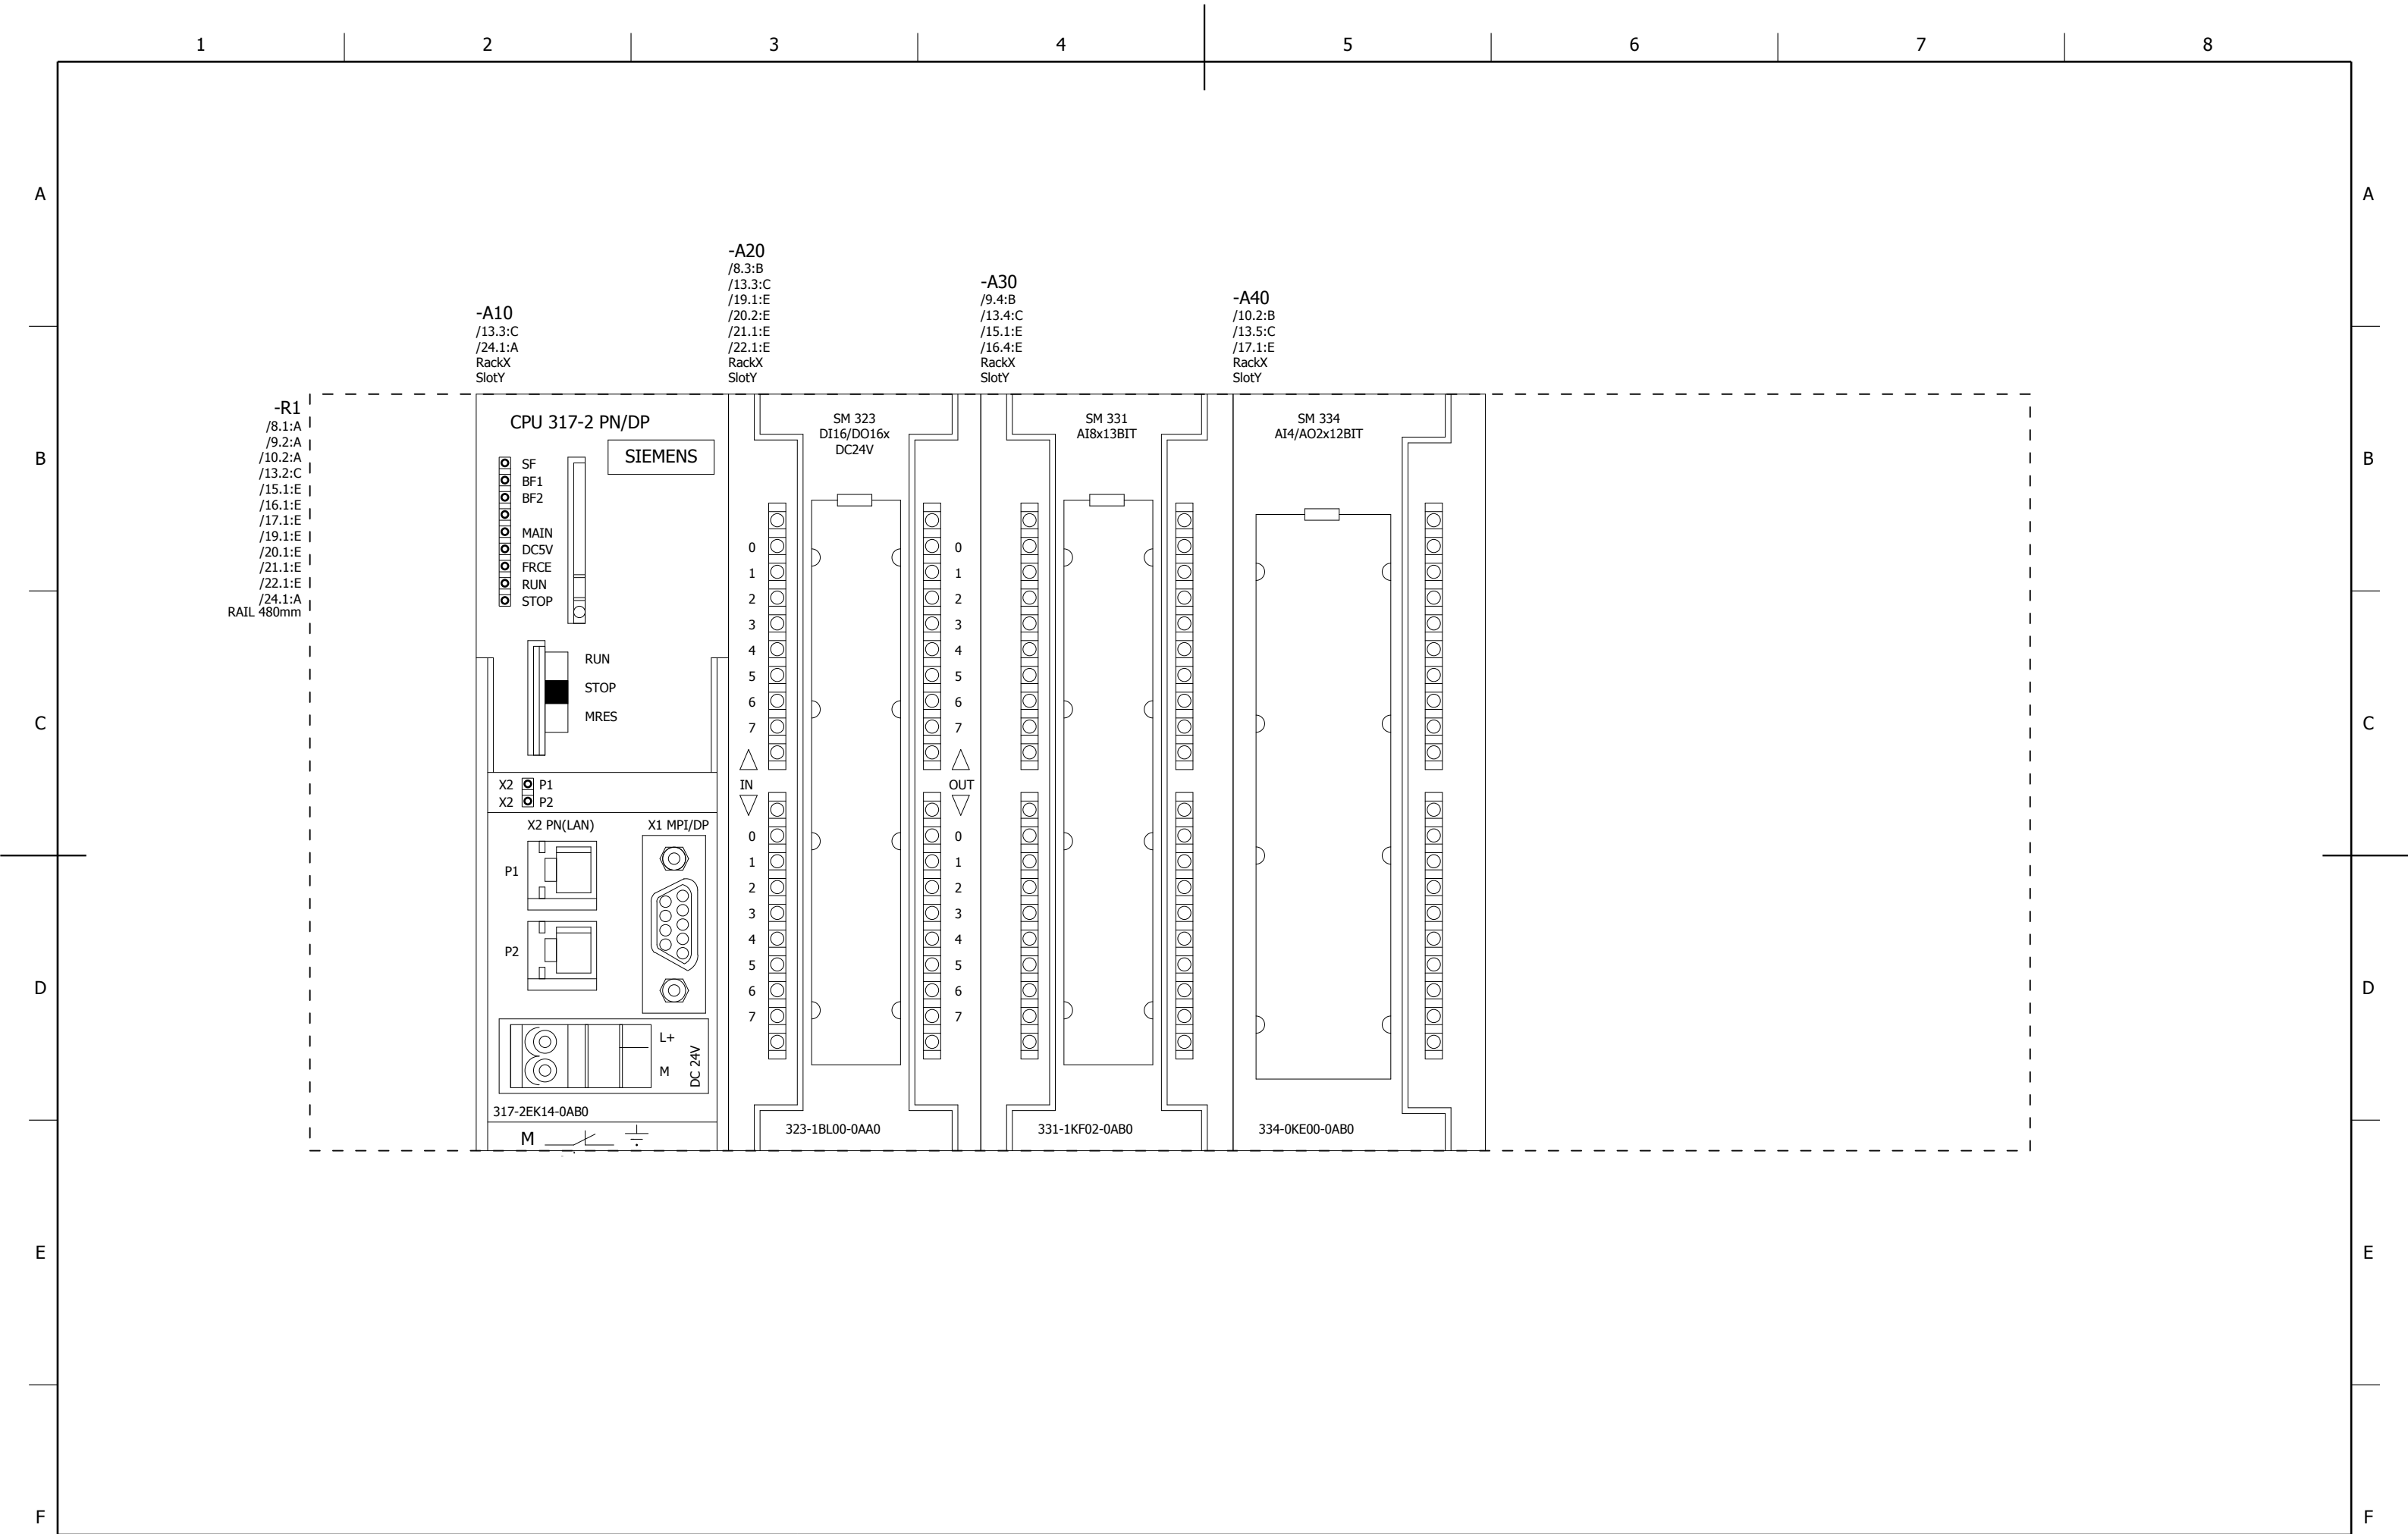 1 2 3 4 5 6 7 8
A A
-A20
/8.3:B
/13.3:C
/19.1:E
/20.2:E
/21.1:E
/22.1:E
RackX
SlotY
-A30
/9.4:B
/13.4:C
/15.1:E
/16.4:E
RackX
SlotY
-A40
/10.2:B
/13.5:C
/17.1:E
RackX
SlotY
-A10
/13.3:C
/24.1:A
RackX
SlotY
-R1
/8.1:A
/9.2:A
/10.2:A
/13.2:C
/15.1:E
/16.1:E
/17.1:E
/19.1:E
/20.1:E
/21.1:E
/22.1:E
/24.1:A
RAIL 480mm
B B
CPU 317-2 PN/DP
SIEMENS
SF
BF1
BF2
MAIN
DC5V
FRCE
RUN
STOP
RUN
STOP
MRES
X2 P1
X2 P2
X2 PN(LAN) X1 MPI/DP
P1
P2
L+
M
DC 24V
317-2EK14-0AB0
M
SM 323
DI16/DO16x
DC24V
0 0
1 1
2 2
3 3
4 4
5 5
6 6
7 7
IN OUT
0 0
1 1
2 2
3 3
4 4
5 5
6 6
7 7
323-1BL00-0AA0
SM 331
AI8x13BIT
331-1KF02-0AB0
SM 334
AI4/AO2x12BIT
334-0KE00-0AB0
C C
D D
E E
F F